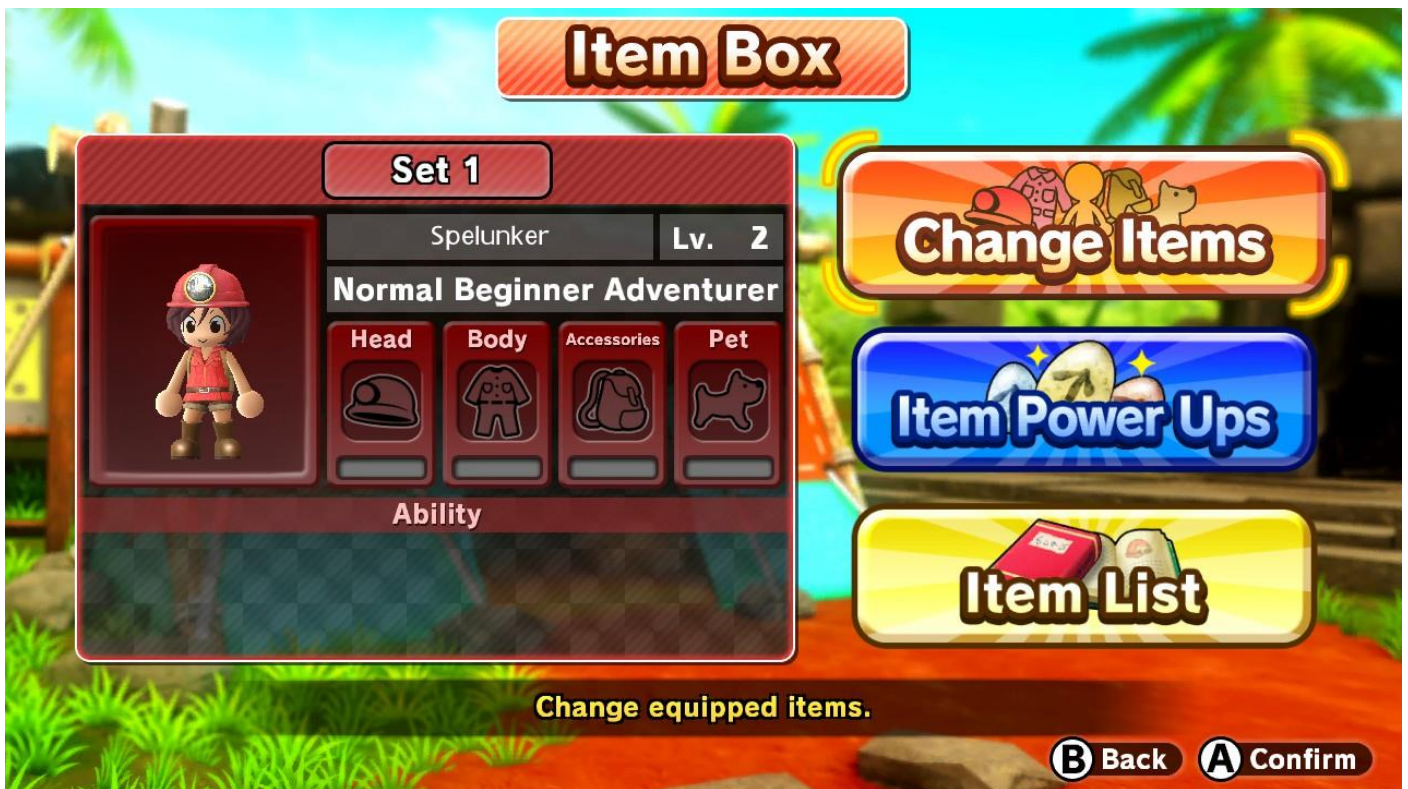 Item Box
Set 1
Spelunker
Lv. 2
Normal Beginner Adventurer
Head
Body
Accessories
Pet
Ability
Change Items
Item Power Ups
Item List
Change equipped items.
B Back
A Confirm